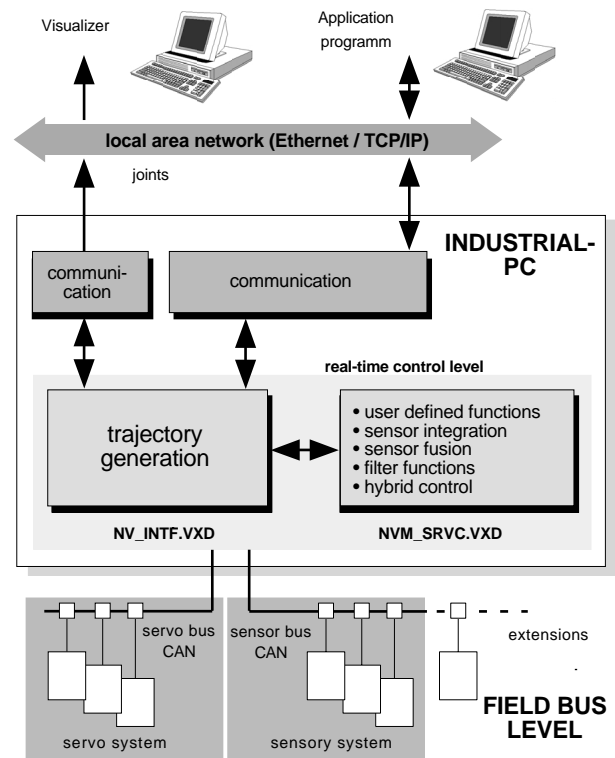 Visualizer
Application
programm
local area network (Ethernet / TCP/IP)
joints
INDUSTRIAL-
PC
communi-
cation
communication
real-time control level
trajectory
generation
• user defined functions
• sensor integration
• sensor fusion
• filter functions
• hybrid control
NV_INTF.VXD
NVM_SRVC.VXD
servo bus
CAN
sensor bus
CAN
extensions
.
FIELD BUS
LEVEL
servo system
sensory system